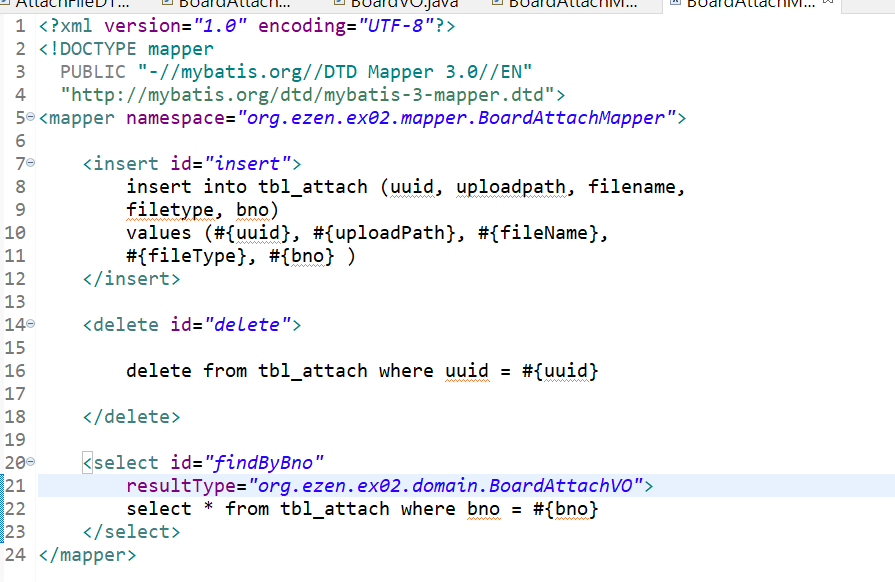 AttachFileDT...
BoardAttach...
BoardVO.java
BoardAttachM...
BoardAttachM...
1 <?xml version="1.0" encoding="UTF-8"?>
2 <!DOCTYPE mapper
3 PUBLIC "-//mybatis.org//DTD Mapper 3.0//EN"
4 "http://mybatis.org/dtd/mybatis-3-mapper.dtd">
5 <mapper namespace="org.ezen.ex02.mapper.BoardAttachMapper">
6
7 <insert id="insert">
8 insert into tbl_attach (uuid, uploadpath, filename,
9 filetype, bno)
10 values (#{uuid}, #{uploadPath}, #{fileName},
11 #{fileType}, #{bno} )
12 </insert>
13
14 <delete id="delete">
15
16 delete from tbl_attach where uuid = #{uuid}
17
18 </delete>
19
20 <select id="findByBno"
21 resultType="org.ezen.ex02.domain.BoardAttachVO">
22 select * from tbl_attach where bno = #{bno}
23 </select>
24 </mapper>